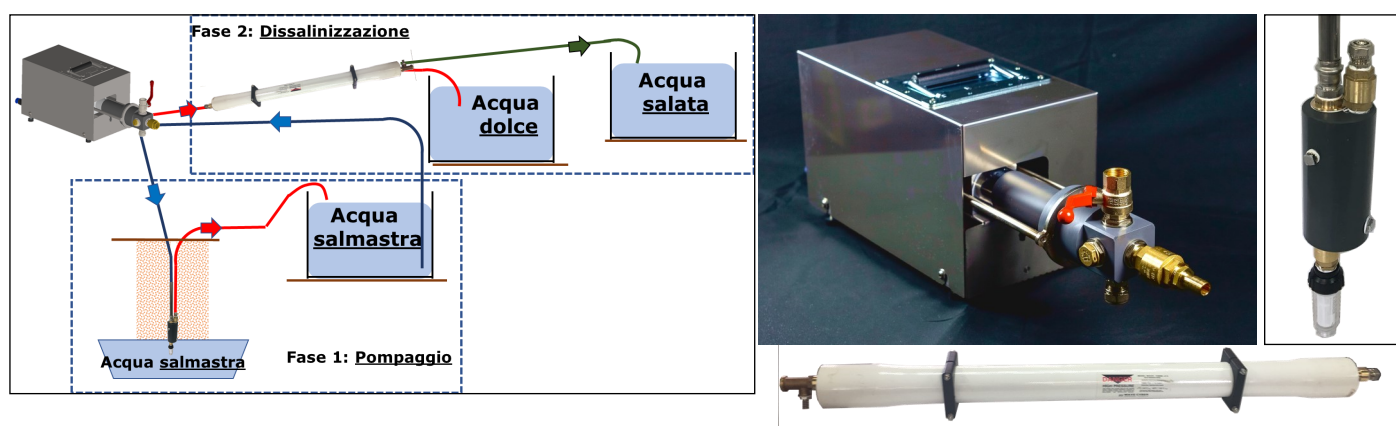 Fase 2: Dissalinizzazione
Acqua
salata
Acqua
dolce
Acqua
salmastra
Acqua salmastra
Fase 1: Pompaggio